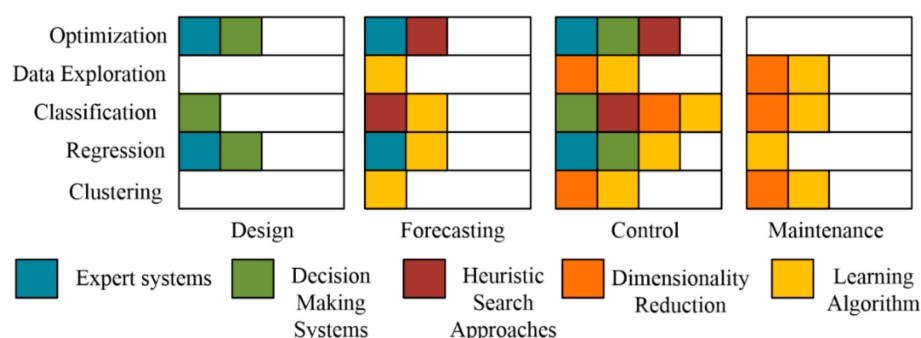 Optimization
Data Exploration
Classification
Regression
Clustering
Design
Forecasting
Control
Maintenance
Expert systems
Decision
Making
Systems
Heuristic
Search
Approaches
Dimensionality
Reduction
Learning
Algorithm